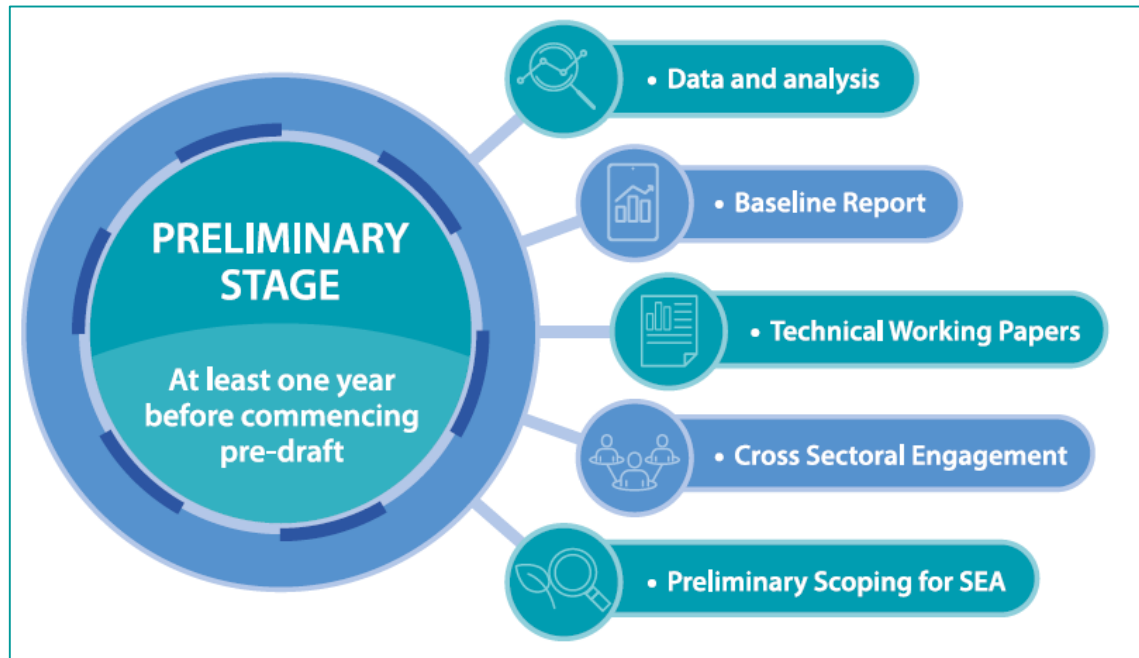 PRELIMINARY
STAGE
At least one year
before commencing
pre-draft
• Data and analysis
• Baseline Report
• Technical Working Papers
• Cross Sectoral Engagement
• Preliminary Scoping for SEA